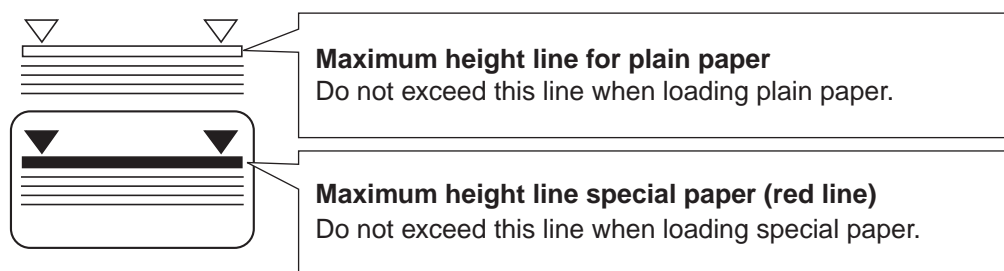 Maximum height line for plain paper
Do not exceed this line when loading plain paper.
Maximum height line special paper (red line)
Do not exceed this line when loading special paper.